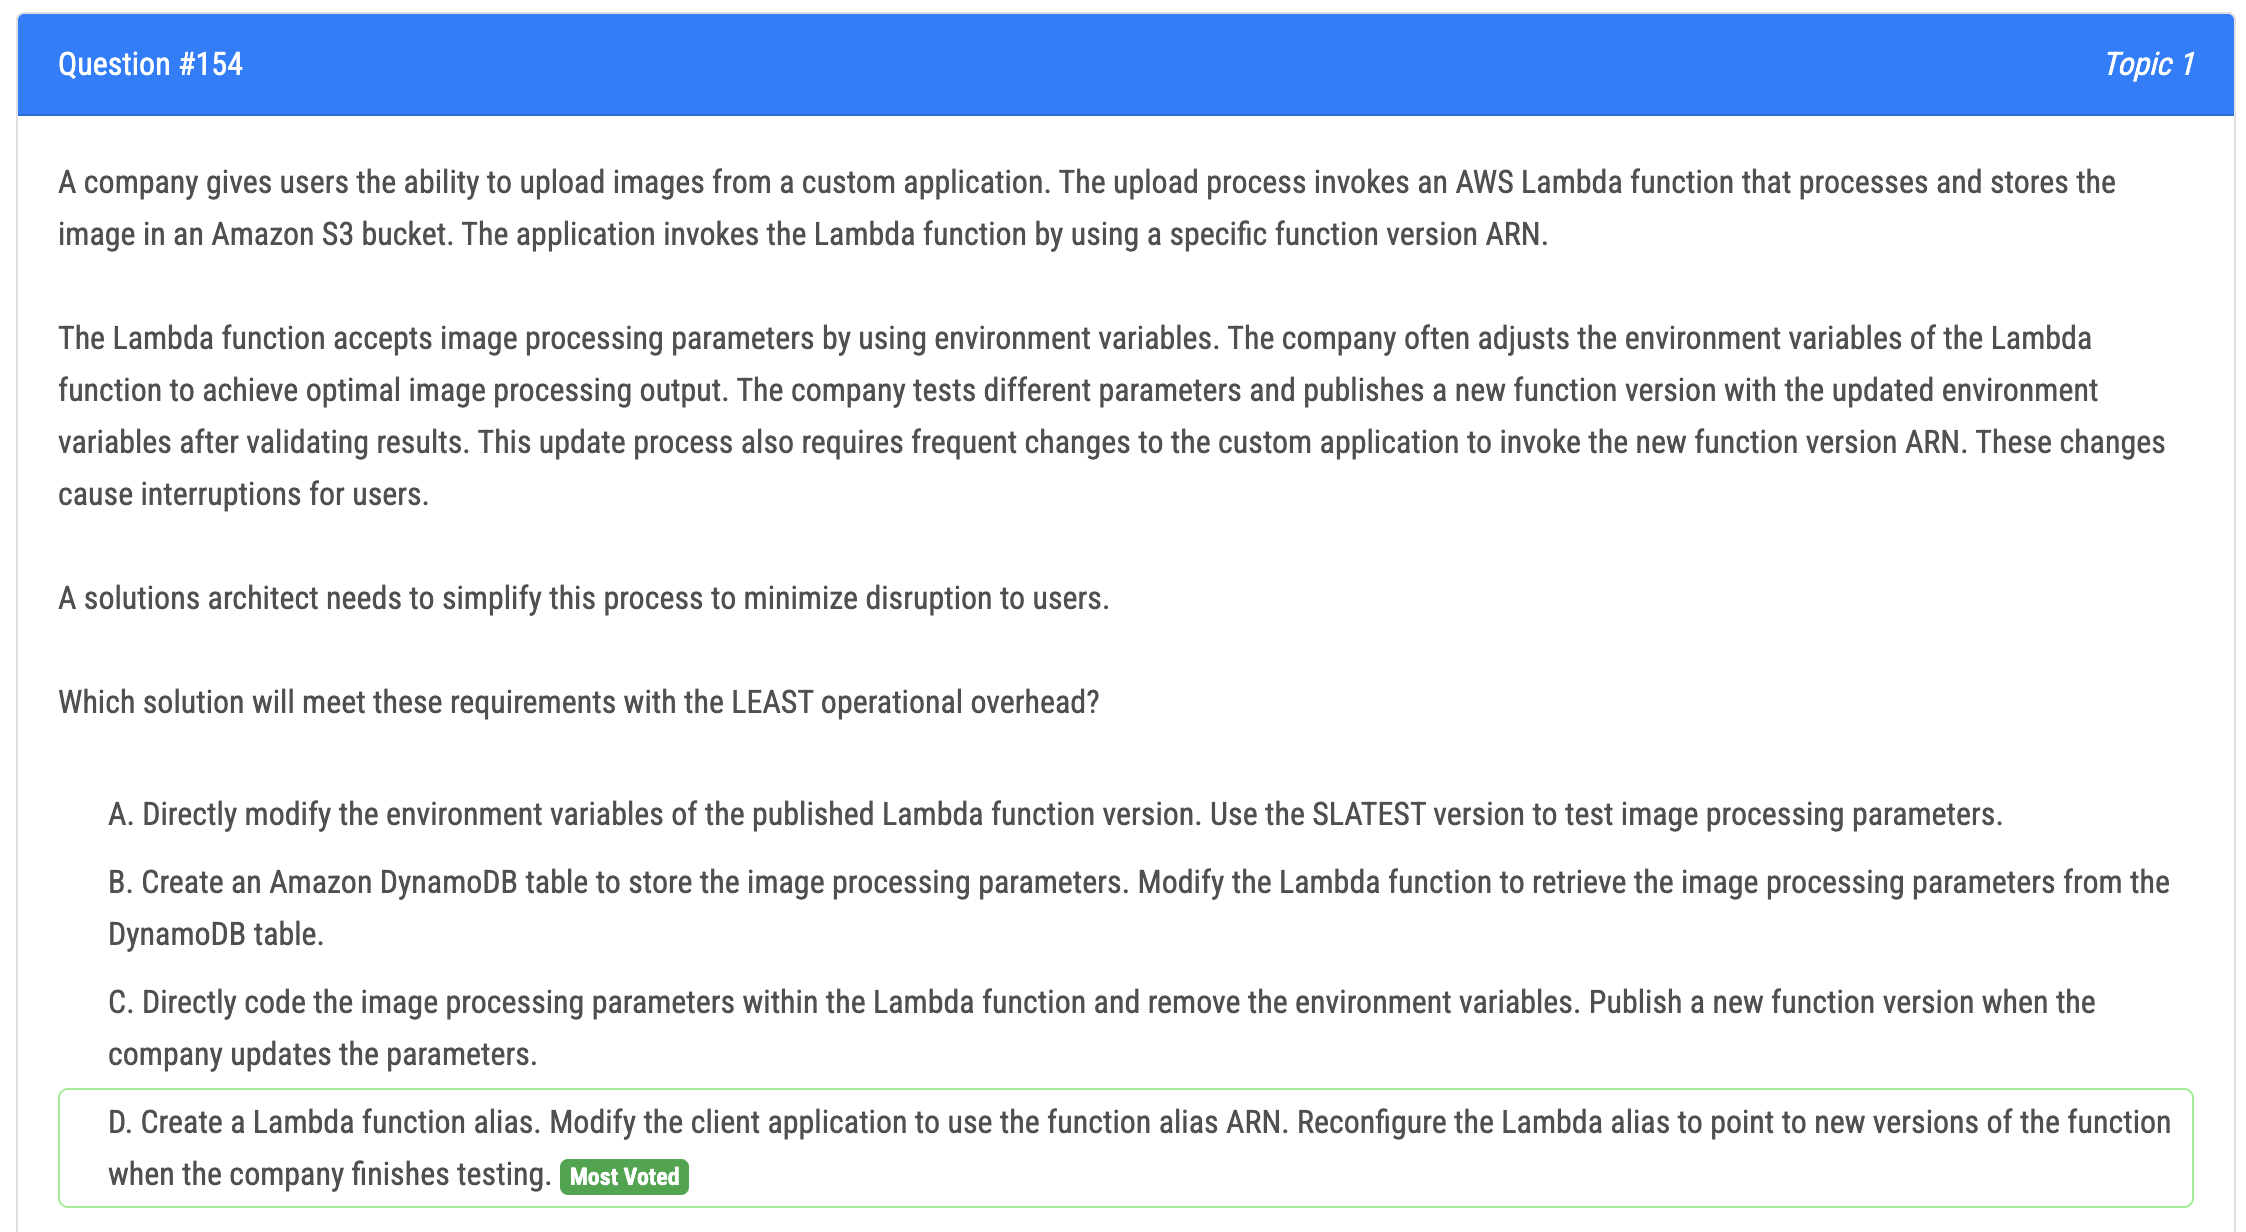 Question #154
Topic 1
A company gives users the ability to upload images from a custom application. The upload process invokes an AWS Lambda function that processes and stores the
image in an Amazon S3 bucket. The application invokes the Lambda function by using a specific function version ARN.
The Lambda function accepts image processing parameters by using environment variables. The company often adjusts the environment variables of the Lambda
function to achieve optimal image processing output. The company tests different parameters and publishes a new function version with the updated environment
variables after validating results. This update process also requires frequent changes to the custom application to invoke the new function version ARN. These changes
cause interruptions for users.
A solutions architect needs to simplify this process to minimize disruption to users.
Which solution will meet these requirements with the LEAST operational overhead?
A. Directly modify the environment variables of the published Lambda function version. Use the SLATEST version to test image processing parameters.
B. Create an Amazon DynamoDB table to store the image processing parameters. Modify the Lambda function to retrieve the image processing parameters from the
DynamoDB table.
C. Directly code the image processing parameters within the Lambda function and remove the environment variables. Publish a new function version when the
company updates the parameters.
D. Create a Lambda function alias. Modify the client application to use the function alias ARN. Reconfigure the Lambda alias to point to new versions of the function
when the company finishes testing. Most Voted